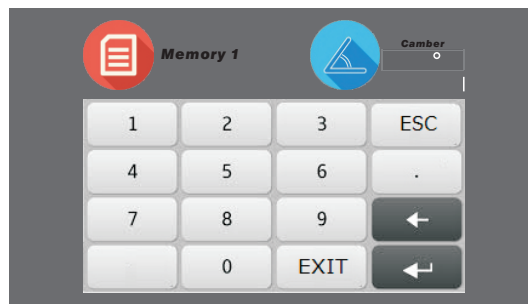 Memory 1
Camber
°
1 2 3 ESC
4 5 6 .
7 8 9 ←
0 EXIT ↵